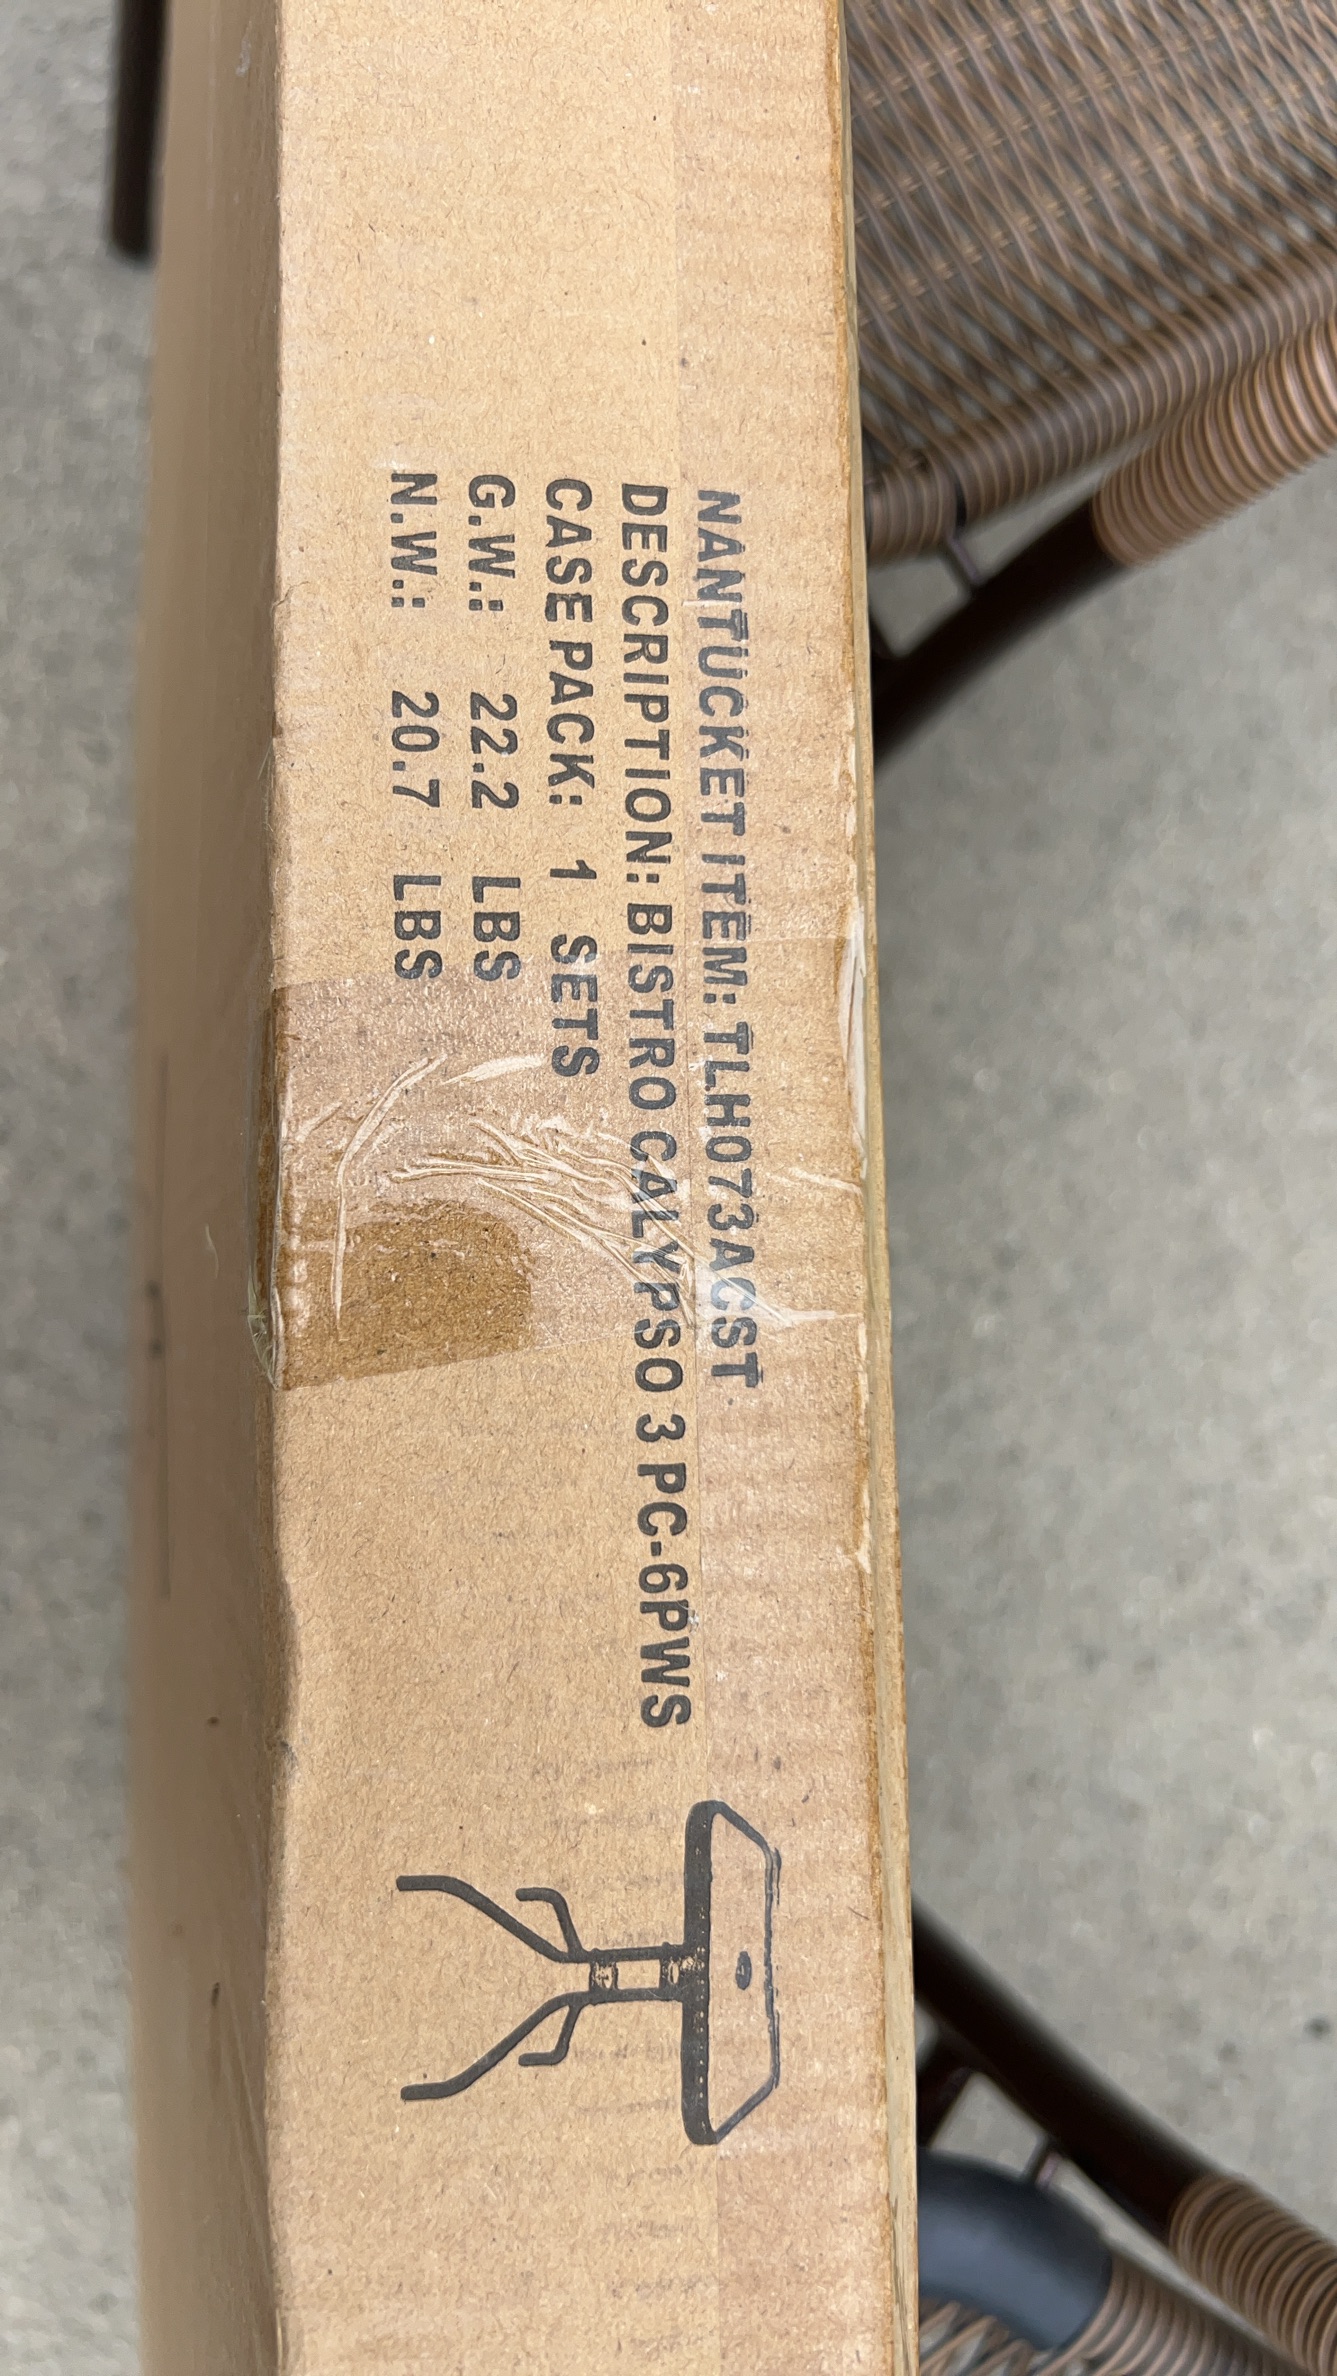 NANTUCKET ITEM: TLH073ACST
DESCRIPTION: BISTRO CALYPSO 3 PC-6PWS
CASE PACK: 1 SETS
G.W.: 22.2 LBS
N.W.: 20.7 LBS